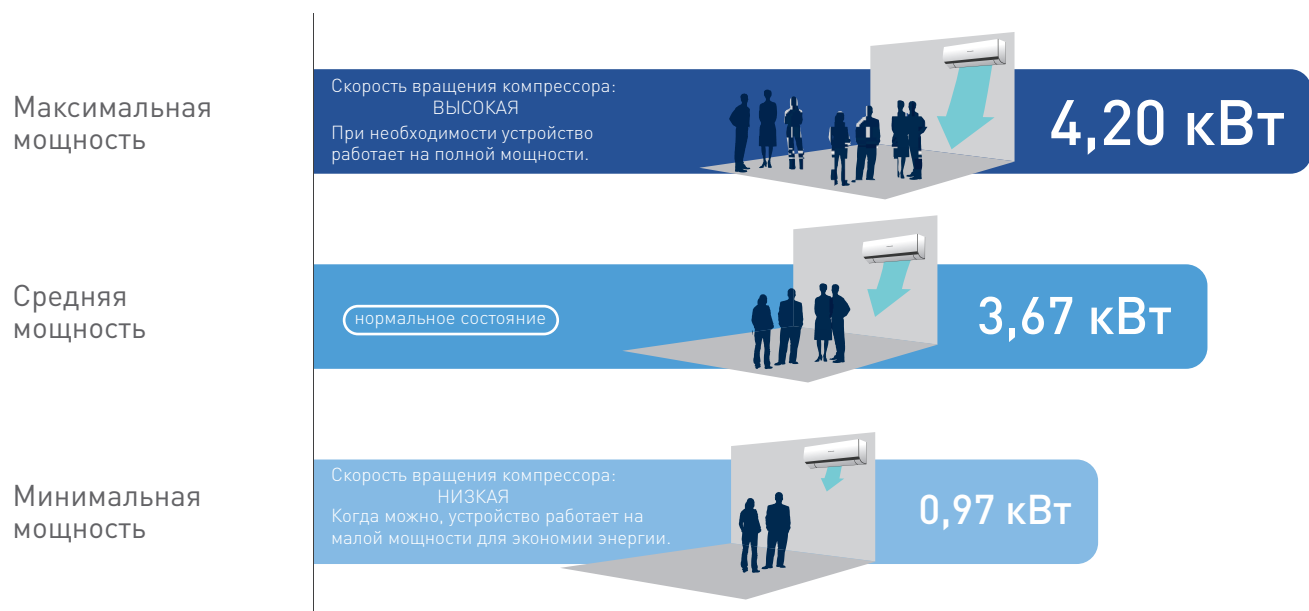 Максимальная
мощность
Скорость вращения компрессора:
ВЫСОКАЯ
При необходимости устройство
работает на полной мощности.
4,20 кВт
Средняя
мощность
нормальное состояние
3,67 кВт
Минимальная
мощность
Скорость вращения компрессора:
НИЗКАЯ
Когда можно, устройство работает на
малой мощности для экономии энергии.
0,97 кВт